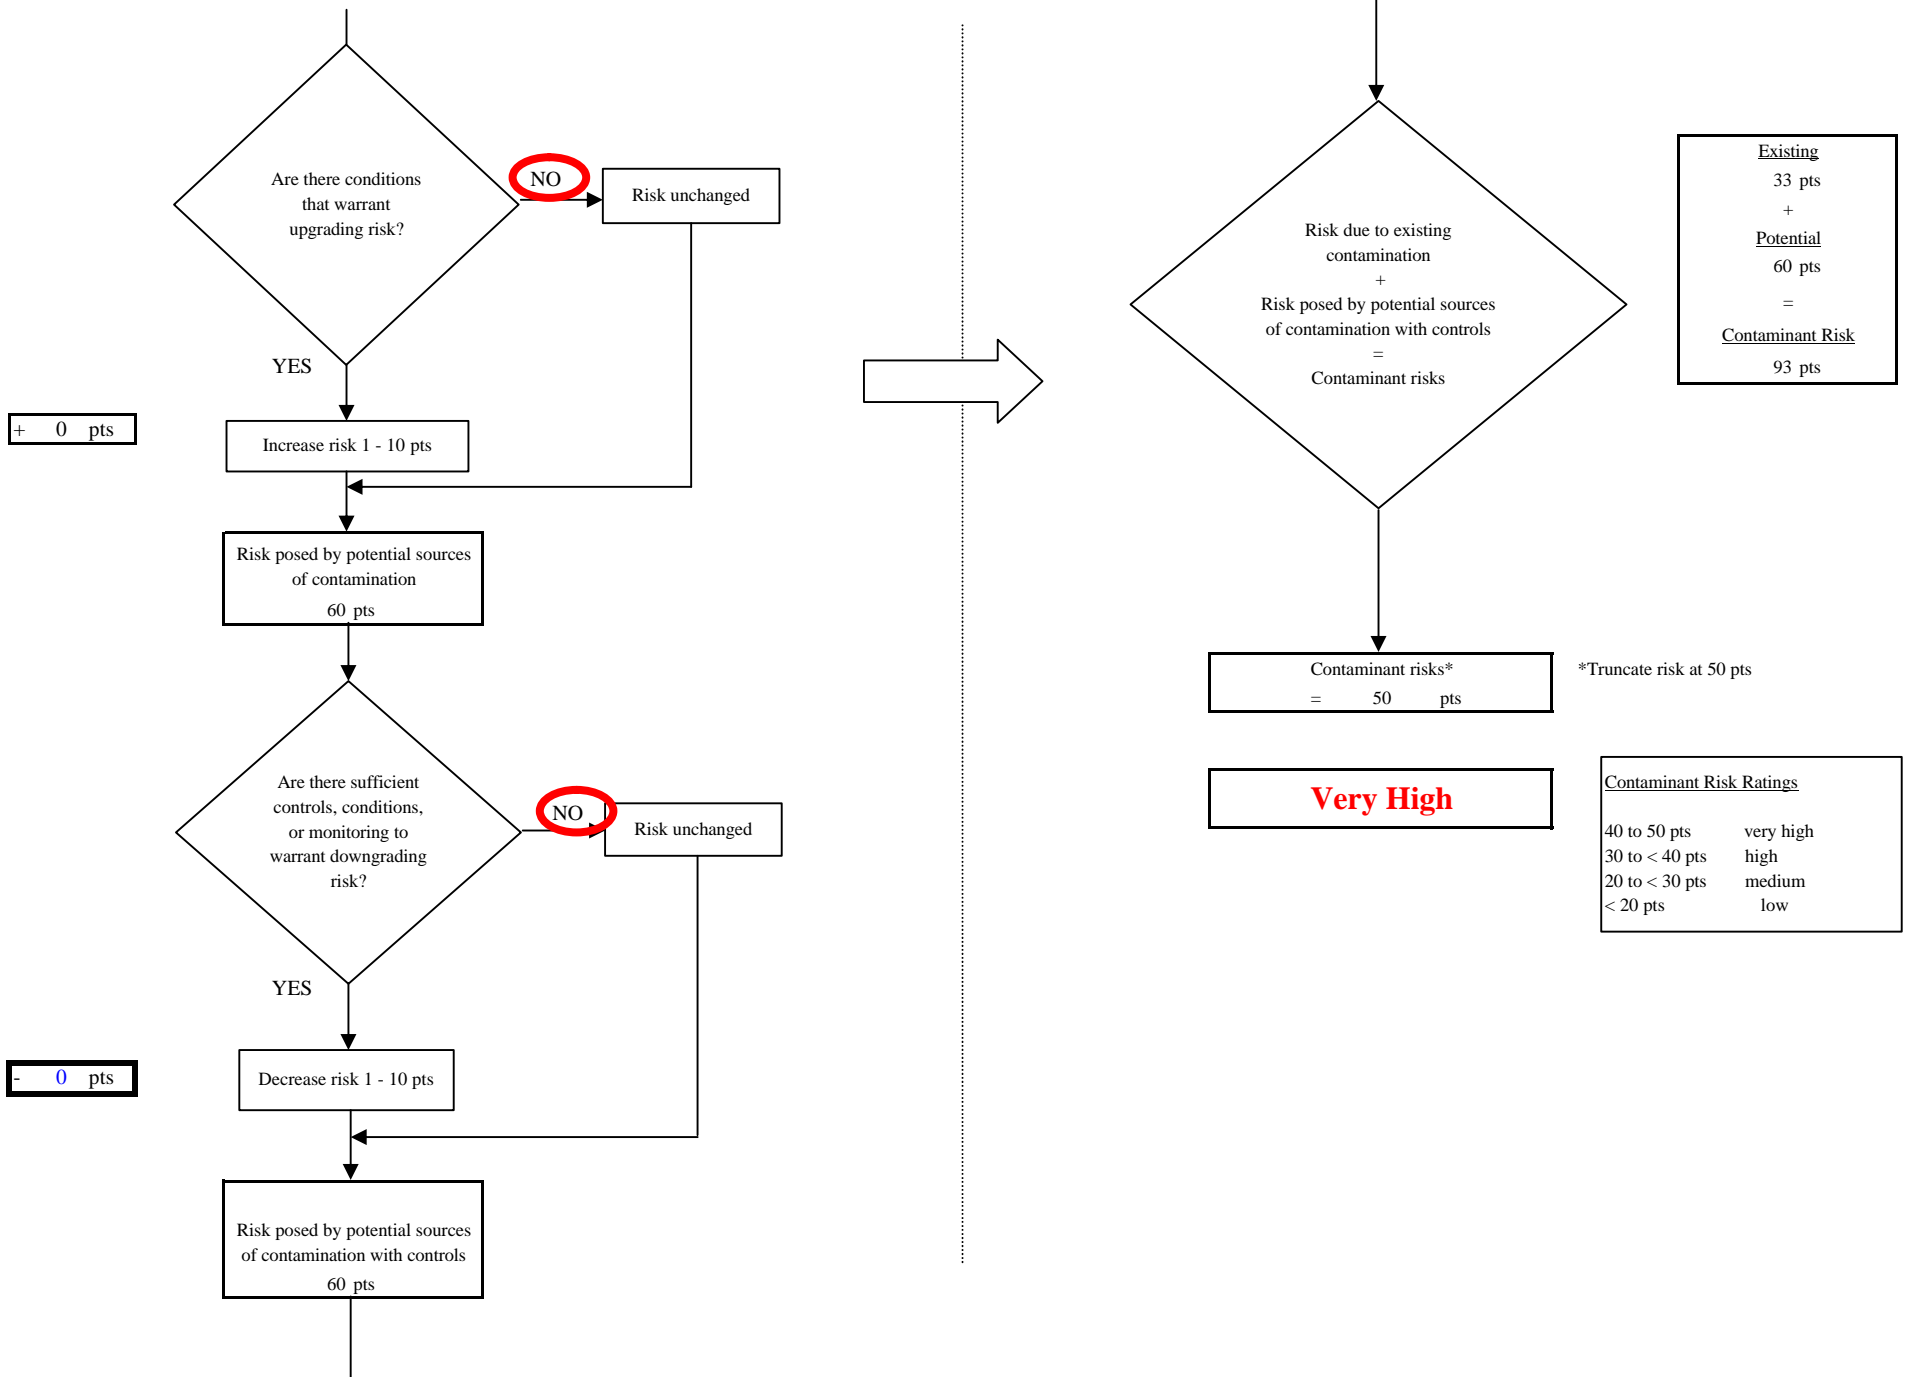 Are there conditions
that warrant
upgrading risk?
NO
Risk unchanged
YES
+ 0 pts
Increase risk 1 - 10 pts
Risk posed by potential sources
of contamination
60 pts
Are there sufficient
controls, conditions,
or monitoring to
warrant downgrading
risk?
NO
Risk unchanged
YES
- 0 pts
Decrease risk 1 - 10 pts
Risk posed by potential sources
of contamination with controls
60 pts
Risk due to existing
contamination
+
Risk posed by potential sources
of contamination with controls
=
Contaminant risks
Existing
33 pts
+
Potential
60 pts
=
Contaminant Risk
93 pts
Contaminant risks*
= 50 pts
*Truncate risk at 50 pts
Very High
Contaminant Risk Ratings
40 to 50 pts very high
30 to < 40 pts high
20 to < 30 pts medium
< 20 pts low